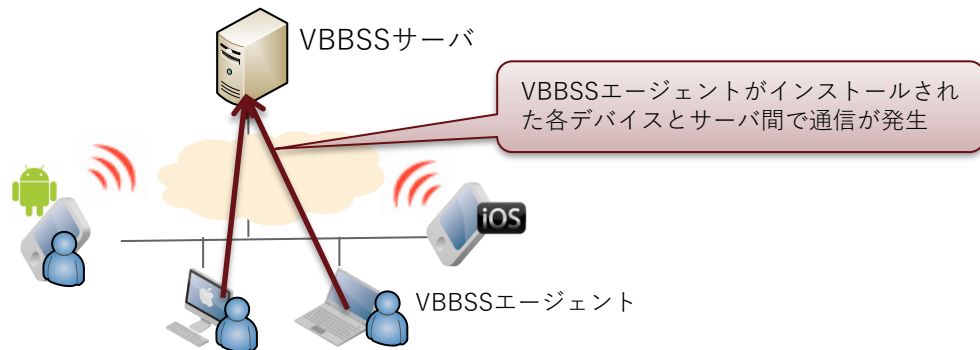 VBBSSサーバ
VBBSSエージェントがインストールされ
た各デバイスとサーバ間で通信が発生
iOS
VBBSSエージェント